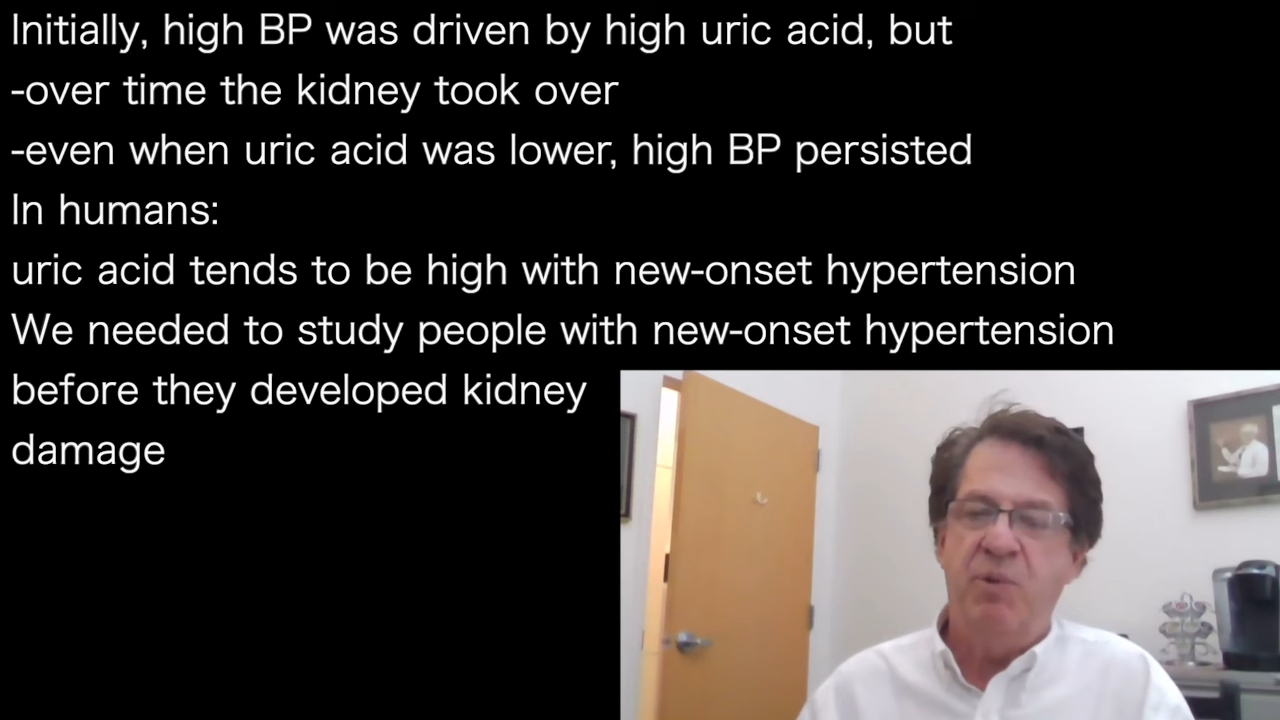 Initially, high BP was driven by high uric acid, but
-over time the kidney took over
-even when uric acid was lower, high BP persisted
In humans:
uric acid tends to be high with new-onset hypertension
We needed to study people with new-onset hypertension
before they developed kidney
damage